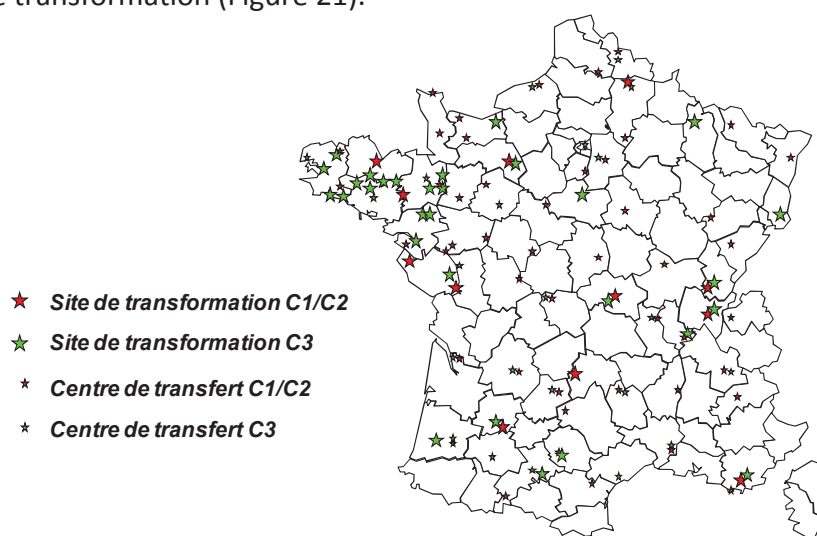 e transformation (Figure 21).
Site de transformation C1/C2
Site de transformation C3
Centre de transfert C1/C2
Centre de transfert C3